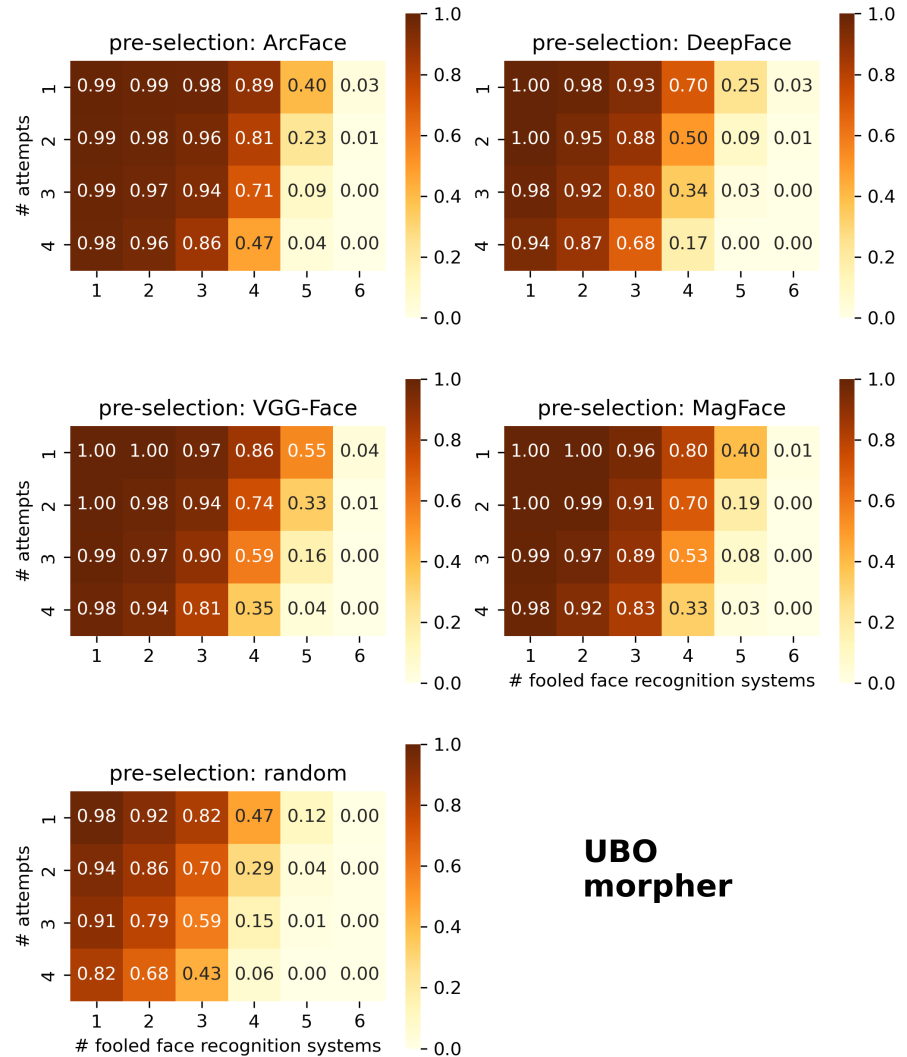 pre-selection: ArcFace
# attempts
1 0.99 0.99 0.98 0.89 0.40 0.03
2 0.99 0.98 0.96 0.81 0.23 0.01
3 0.99 0.97 0.94 0.71 0.09 0.00
4 0.98 0.96 0.86 0.47 0.04 0.00
1 2 3 4 5 6
1.0
0.8
0.6
0.4
0.2
0.0
pre-selection: DeepFace
1 1.00 0.98 0.93 0.70 0.25 0.03
2 1.00 0.95 0.88 0.50 0.09 0.01
3 0.98 0.92 0.80 0.34 0.03 0.00
4 0.94 0.87 0.68 0.17 0.00 0.00
1 2 3 4 5 6
1.0
0.8
0.6
0.4
0.2
0.0
pre-selection: VGG-Face
# attempts
1 1.00 1.00 0.97 0.86 0.55 0.04
2 1.00 0.98 0.94 0.74 0.33 0.01
3 0.99 0.97 0.90 0.59 0.16 0.00
4 0.98 0.94 0.81 0.35 0.04 0.00
1 2 3 4 5 6
1.0
0.8
0.6
0.4
0.2
0.0
pre-selection: MagFace
1 1.00 1.00 0.96 0.80 0.40 0.01
2 1.00 0.99 0.91 0.70 0.19 0.00
3 0.99 0.97 0.89 0.53 0.08 0.00
4 0.98 0.92 0.83 0.33 0.03 0.00
1 2 3 4 5 6
# fooled face recognition systems
1.0
0.8
0.6
0.4
0.2
0.0
pre-selection: random
# attempts
1 0.98 0.92 0.82 0.47 0.12 0.00
2 0.94 0.86 0.70 0.29 0.04 0.00
3 0.91 0.79 0.59 0.15 0.01 0.00
4 0.82 0.68 0.43 0.06 0.00 0.00
1 2 3 4 5 6
# fooled face recognition systems
1.0
0.8
0.6
0.4
0.2
0.0
UBO
morpher